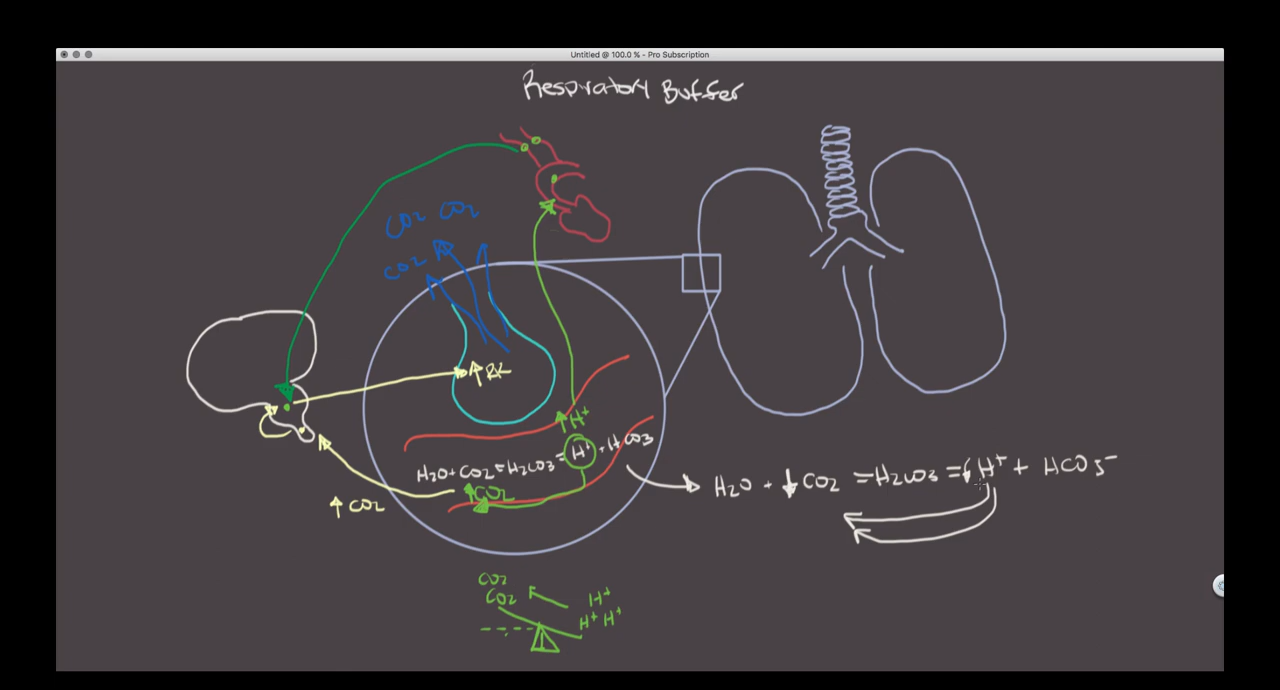 Untitled @ 100.0 % - Pro Subscription
Respiratory Buffer
CO2 CO2
CO2
↑RR
↑H+
H2O+CO2=H2CO3=H++HCO3
↑CO2
↑CO2
H2O + ↓CO2 =H2CO3 =↓H+ + HCO3-
CO2
CO2
H+
H+ H+